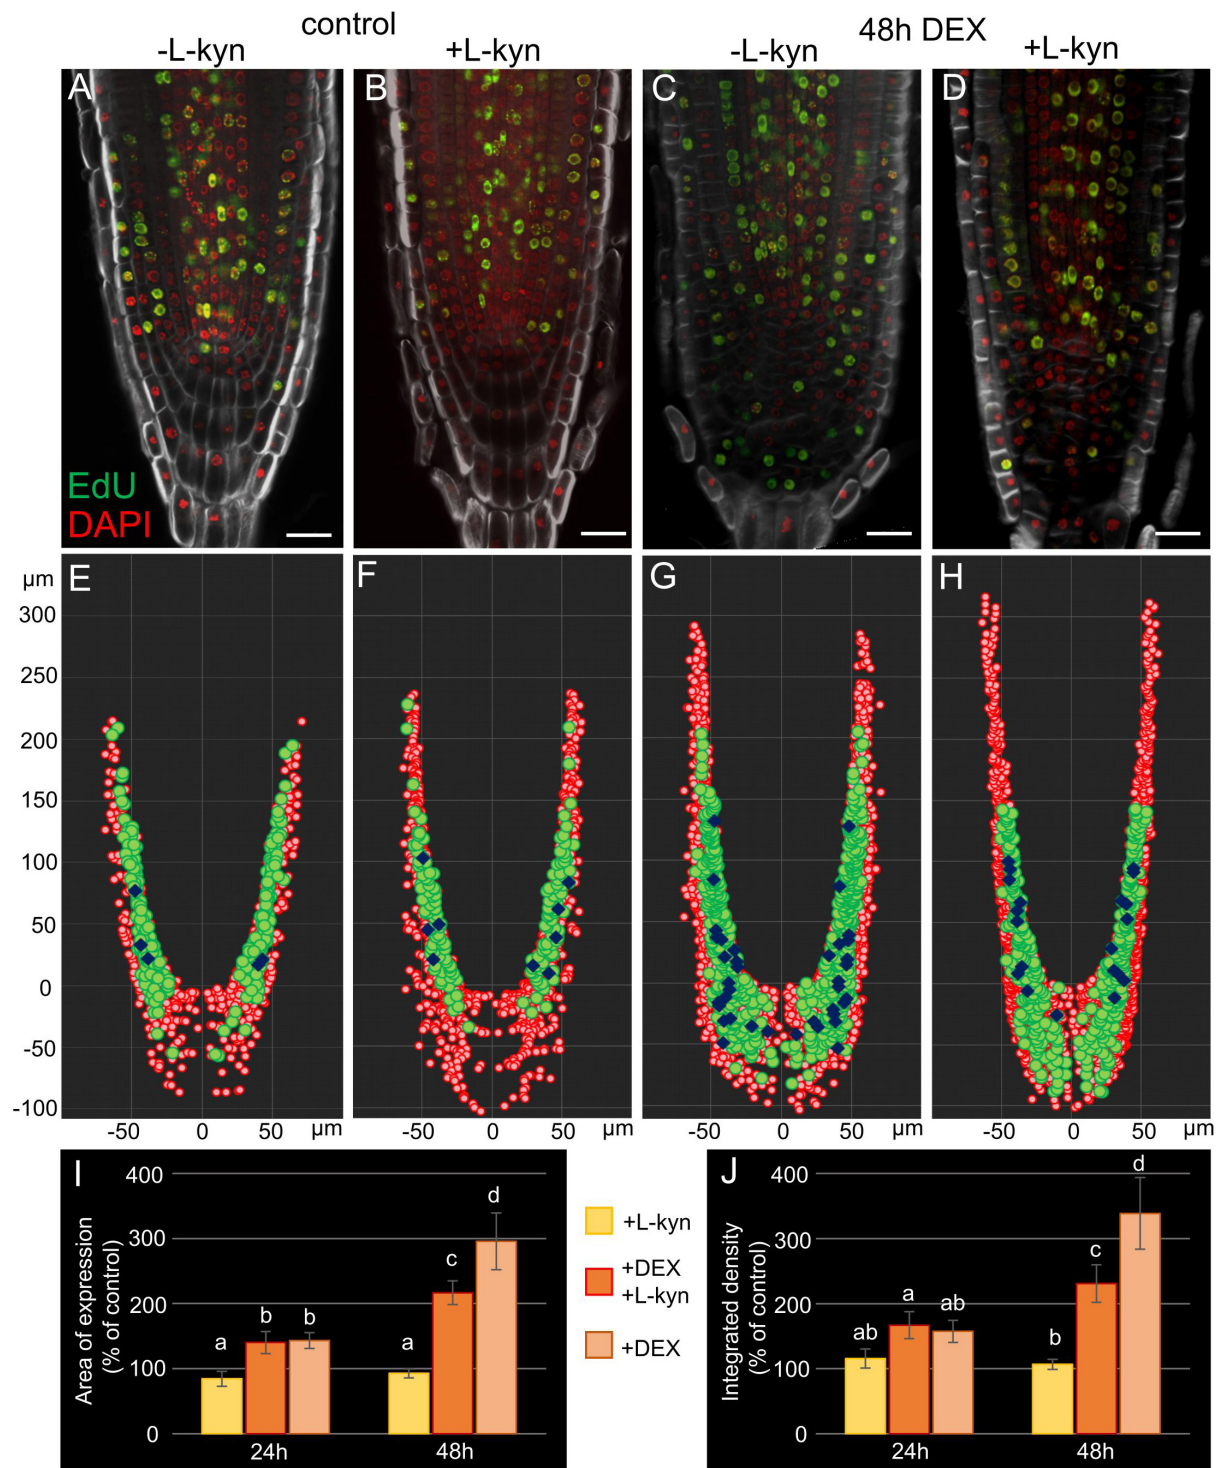 control
48h DEX
-L-kyn
+L-kyn
-L-kyn
+L-kyn
A
B
C
D
EdU
DAPI
E
F
G
H
µm
300
250
200
150
100
50
0
-50
-100
-50 0 50 µm
-50 0 50 µm
-50 0 50 µm
-50 0 50 µm
I
Area of expression
(% of control)
400
300
200
100
0
a
b
b
a
c
d
24h
48h
+L-kyn
+DEX
+L-kyn
+DEX
J
Integrated density
(% of control)
400
300
200
100
0
ab
a
ab
b
c
d
24h
48h